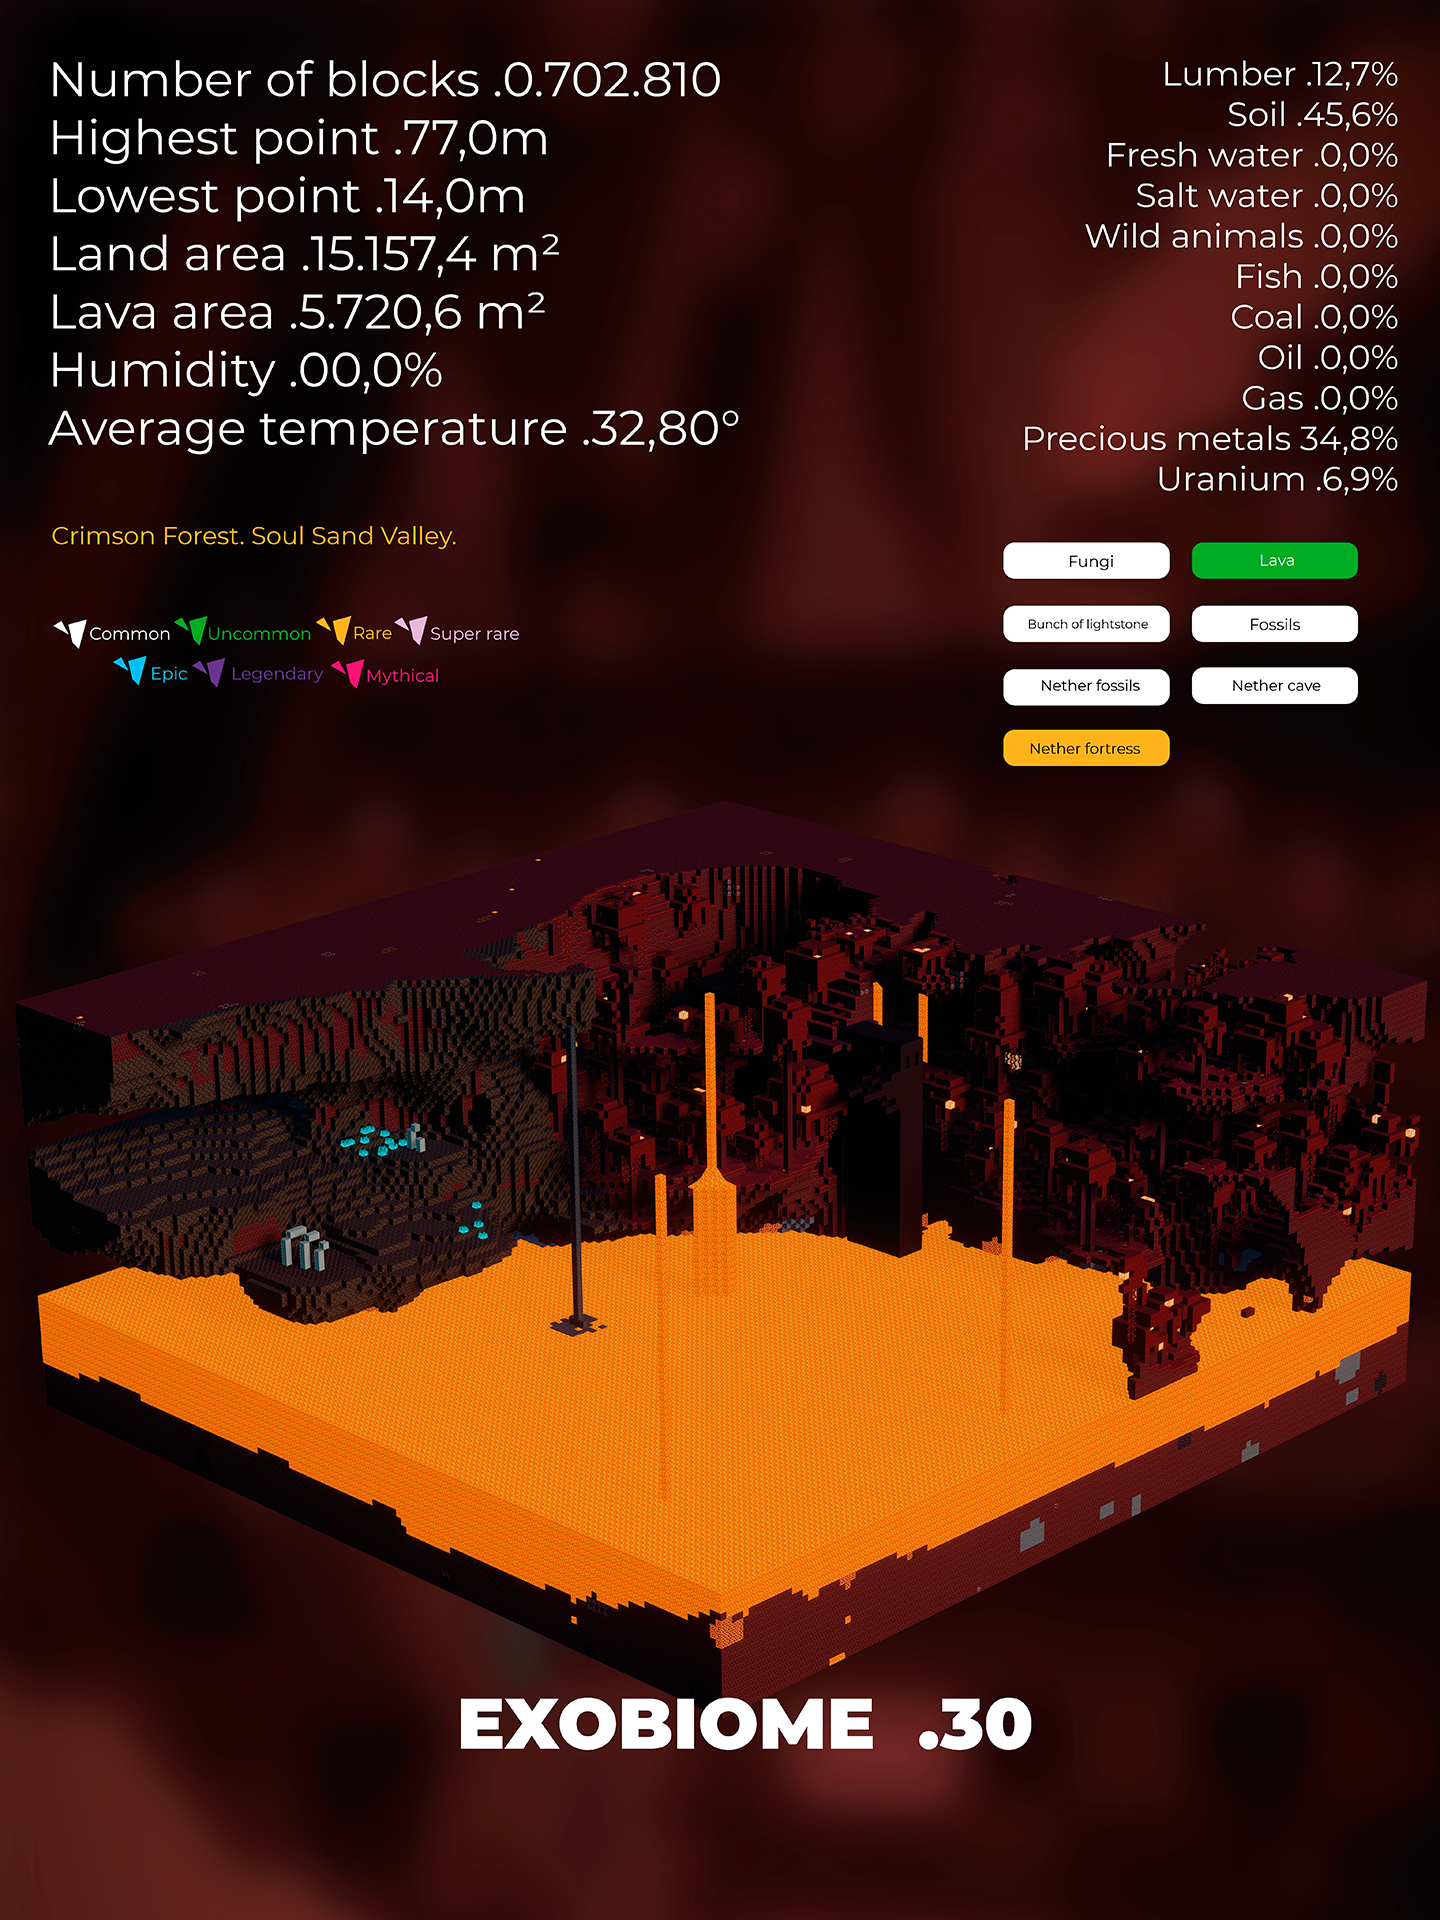 Number of blocks .0.702.810
Highest point .77,0m
Lowest point .14,0m
Land area .15.157,4 m²
Lava area .5.720,6 m²
Humidity .00,0%
Average temperature .32,80°
Lumber .12,7%
Soil .45,6%
Fresh water .0,0%
Salt water .0,0%
Wild animals .0,0%
Fish .0,0%
Coal .0,0%
Oil .0,0%
Gas .0,0%
Precious metals 34,8%
Uranium .6,9%
Crimson Forest. Soul Sand Valley.
Common Uncommon Rare Super rare
Epic Legendary Mythical
Fungi Lava
Bunch of lightstone Fossils
Nether fossils Nether cave
Nether fortress
EXOBIOME .30